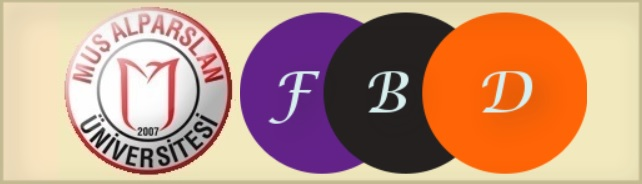 MUŞ ALPARSLAN
ÜNİVERSİTESİ
2007
F B D